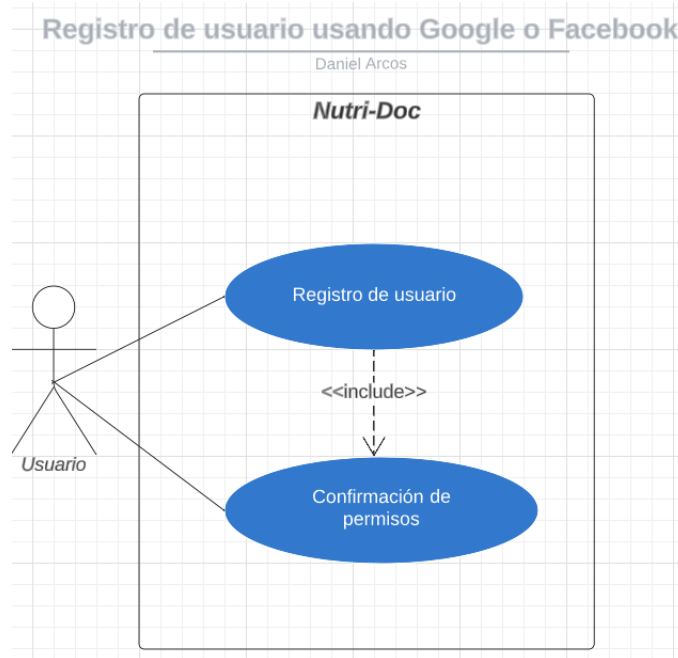 Registro de usuario usando Google o Facebook
Daniel Arcos
Nutri-Doc
Registro de usuario
<<include>>
Usuario
Confirmación de
permisos